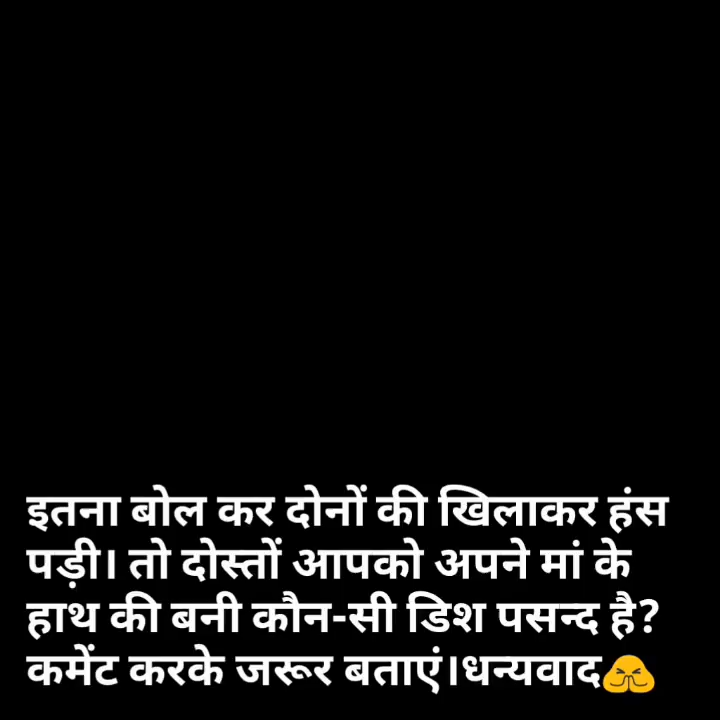 इतना बोल कर दोनों की खिलाकर हंस
पड़ी। तो दोस्तों आपको अपने मां के
हाथ की बनी कौन-सी डिश पसन्द है?
कमेंट करके जरूर बताएं।धन्यवाद🙏